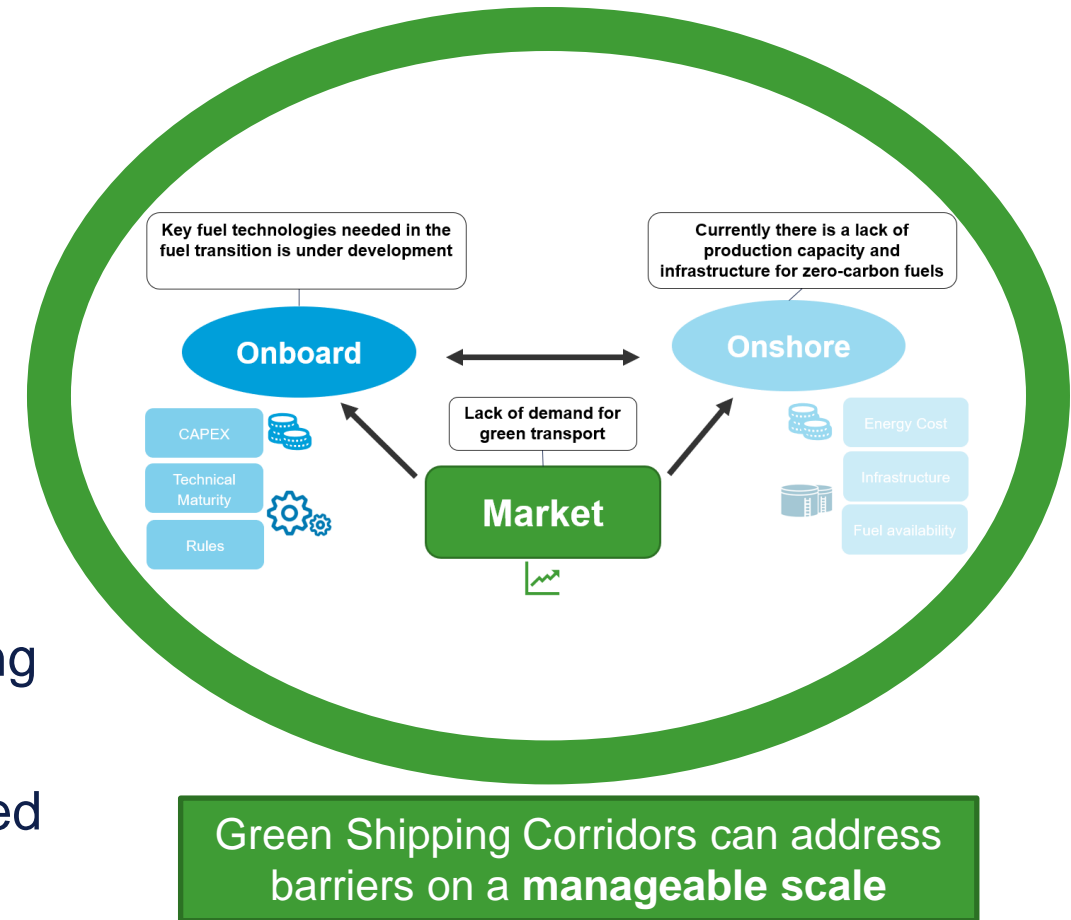 Key fuel technologies needed in the
fuel transition is under development
Currently there is a lack of
production capacity and
infrastructure for zero-carbon fuels
Onboard
Onshore
CAPEX
Technical
Maturity
Rules
Lack of demand for
green transport
Market
Energy Cost
Infrastructure
Fuel availability
ng
ed
Green Shipping Corridors can address
barriers on a manageable scale